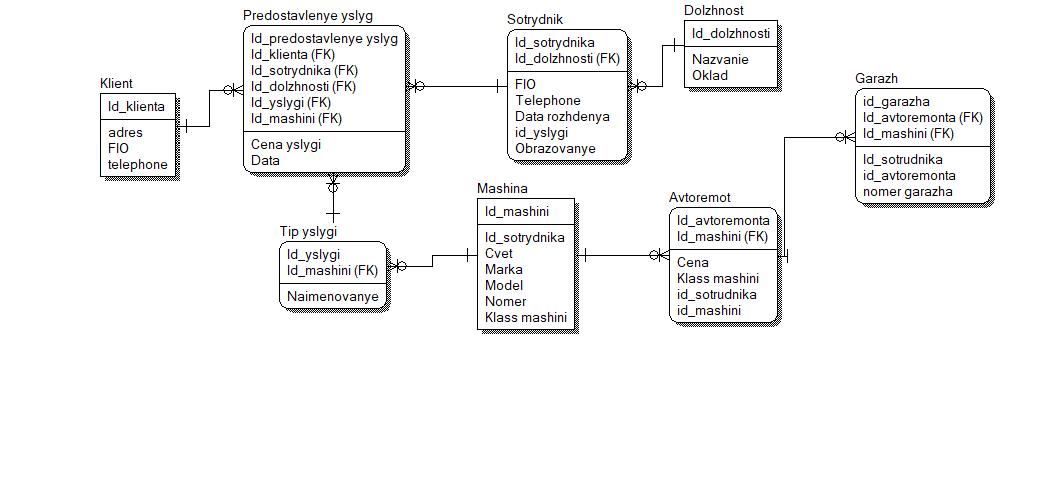 Predostavlenye yslyg
Id_predostavlenye yslyg
Id_klienta (FK)
Id_sotrydnika (FK)
Id_dolzhnosti (FK)
Id_yslygi (FK)
Id_mashini (FK)
Cena yslygi
Data
Sotrydnik
Id_sotrydnika
Id_dolzhnosti (FK)
FIO
Telephone
Data rozhdenya
id_yslygi
Obrazovanye
Dolzhnost
Id_dolzhnosti
Nazvanie
Oklad
Klient
Id_klienta
adres
FIO
telephone
Garazh
id_garazha
Id_avtoremonta (FK)
Id_mashini (FK)
Id_sotrudnika
id_avtoremonta
nomer garazha
Tip yslygi
Id_yslygi
Id_mashini (FK)
Naimenovanye
Mashina
Id_mashini
Id_sotrydnika
Cvet
Marka
Model
Nomer
Klass mashini
Avtoremot
Id_avtoremonta
Id_mashini (FK)
Cena
Klass mashini
id_sotrudnika
id_mashini